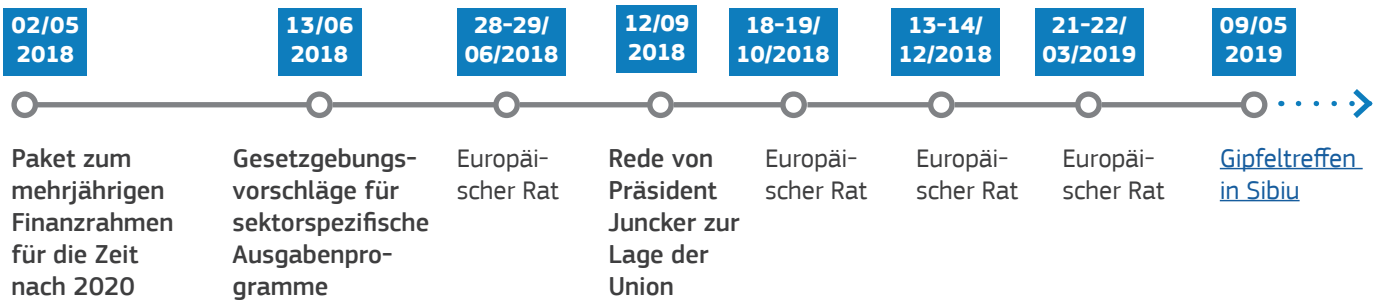 02/05
2018
13/06
2018
28-29/
06/2018
12/09
2018
18-19/
10/2018
13-14/
12/2018
21-22/
03/2019
09/05
2019
Paket zum
mehrjährigen
Finanzrahmen
für die Zeit
nach 2020
Gesetzgebungs-
vorschläge für
sektorspezifische
Ausgabenpro-
gramme
Europäi-
scher Rat
Rede von
Präsident
Juncker zur
Lage der
Union
Europäi-
scher Rat
Europäi-
scher Rat
Europäi-
scher Rat
Gipfeltreffen
in Sibiu